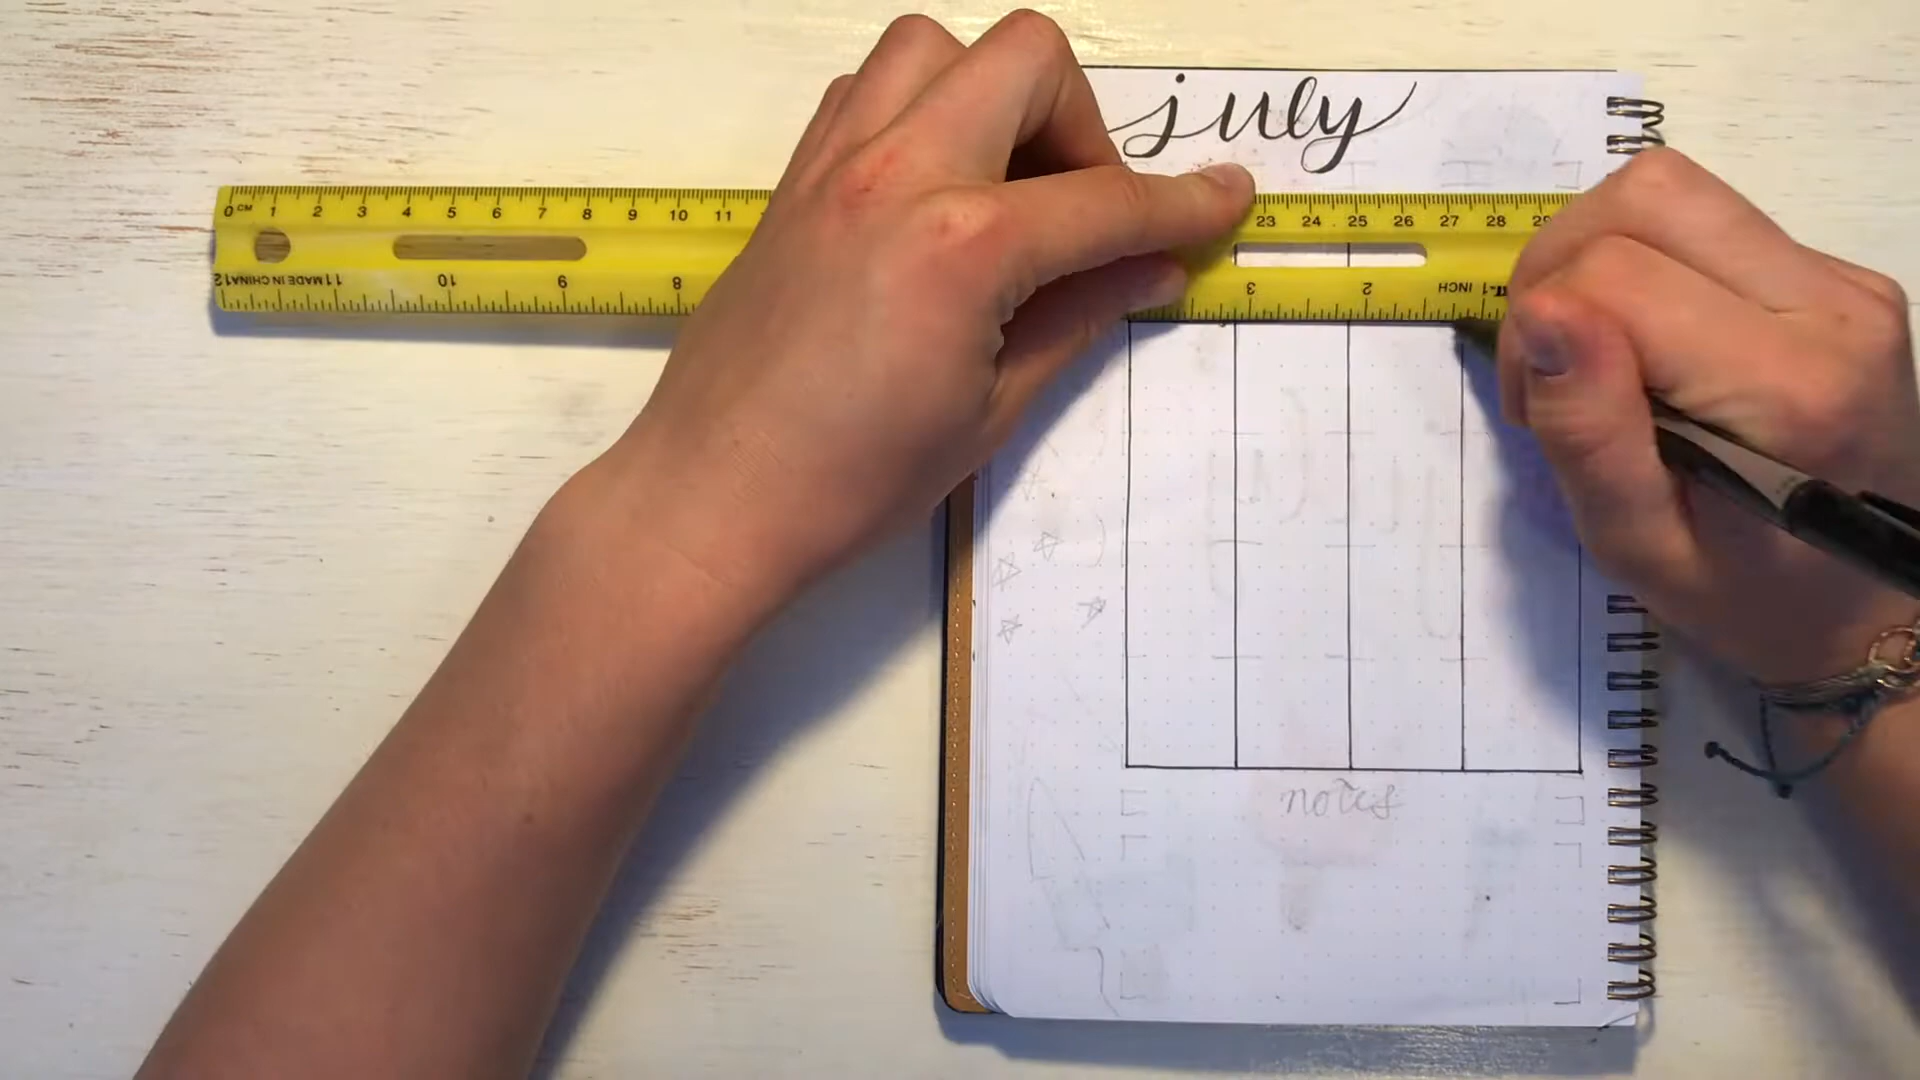 july
0 CM 1 2 3 4 5 6 7 8 9 10 11
23 24 25 26 27 28 29
12 MADE IN CHINA 11 10 9 8
3 2 INCH 1
notes